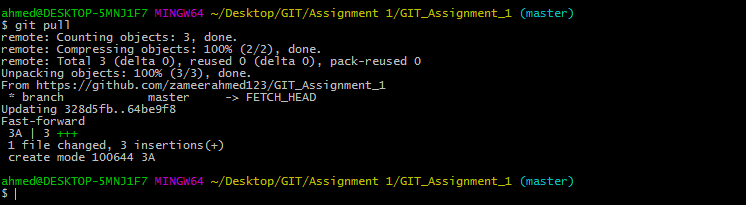 ahmed@DESKTOP-5MNJ1F7 MINGW64 ~/Desktop/GIT/Assignment 1/GIT_Assignment_1 (master)
$ git pull
remote: Counting objects: 3, done.
remote: Compressing objects: 100% (2/2), done.
remote: Total 3 (delta 0), reused 0 (delta 0), pack-reused 0
Unpacking objects: 100% (3/3), done.
From https://github.com/zameerahmed123/GIT_Assignment_1
 * branch            master     -> FETCH_HEAD
Updating 328d5fb..64be9f8
Fast-forward
 3A | 3 +++
 1 file changed, 3 insertions(+)
 create mode 100644 3A
ahmed@DESKTOP-5MNJ1F7 MINGW64 ~/Desktop/GIT/Assignment 1/GIT_Assignment_1 (master)
$